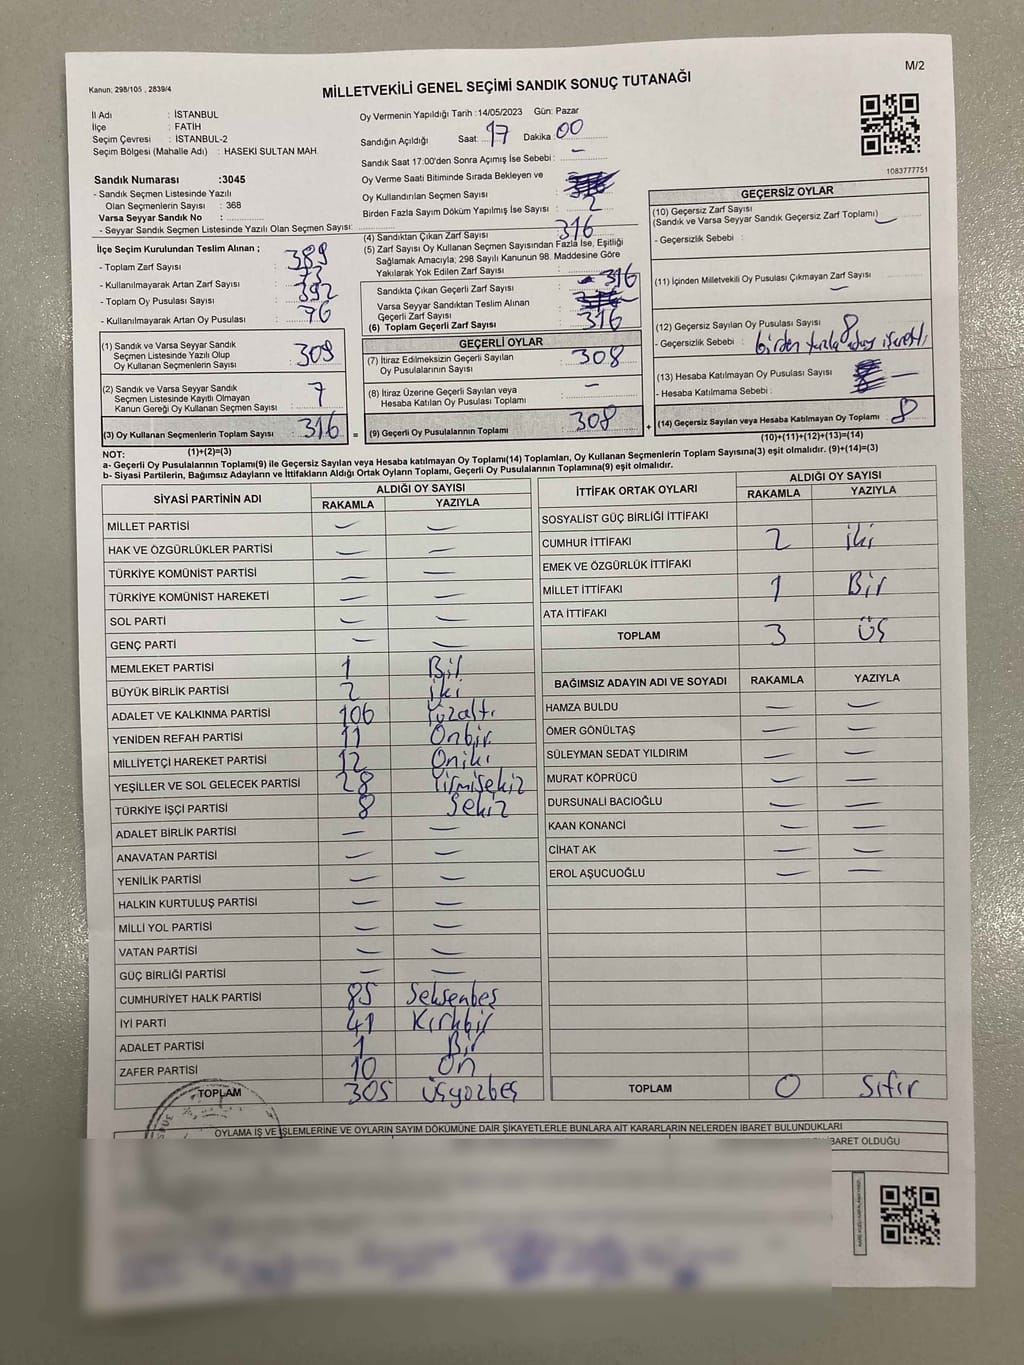 M/2
Kanun; 298/105 , 2839/4
MİLLETVEKİLİ GENEL SEÇİMİ SANDIK SONUÇ TUTANAĞI
İl Adı : İSTANBUL
İlçe : FATİH
Seçim Çevresi : İSTANBUL-2
Seçim Bölgesi (Mahalle Adı) : HASEKİ SULTAN MAH.
Sandık Numarası :3045
- Sandık Seçmen Listesinde Yazılı
Olan Seçmenlerin Sayısı : 368
Varsa Seyyar Sandık No :
- Seyyar Sandık Seçmen Listesinde Yazılı Olan Seçmen Sayısı:
Oy Vermenin Yapıldığı Tarih :14/05/2023 Gün: Pazar
Sandığın Açıldığı Saat: 17 Dakika: 00
Sandık Saat 17:00'den Sonra Açımış İse Sebebi : –
Oy Verme Saati Bitiminde Sırada Bekleyen ve
Oy Kullandırılan Seçmen Sayısı :
Birden Fazla Sayım Döküm Yapılmış İse Sayısı : 2
(4) Sandıktan Çıkan Zarf Sayısı : 316
(5) Zarf Sayısı Oy Kullanan Seçmen Sayısından Fazla İse, Eşitliği
Sağlamak Amacıyla; 298 Sayılı Kanunun 98. Maddesine Göre
Yakılarak Yok Edilen Zarf Sayısı :
1083777751
GEÇERSİZ OYLAR
(10) Geçersiz Zarf Sayısı
(Sandık ve Varsa Seyyar Sandık Geçersiz Zarf Toplamı) –
- Geçersizlik Sebebi :
(11) İçinden Milletvekili Oy Pusulası Çıkmayan Zarf Sayısı –
(12) Geçersiz Sayılan Oy Pusulası Sayısı : 8
- Geçersizlik Sebebi : birden fazla
(13) Hesaba Katılmayan Oy Pusulası Sayısı : –
- Hesaba Katılmama Sebebi :
(14) Geçersiz Sayılan veya Hesaba Katılmayan Oy Toplamı 8
(10)+(11)+(12)+(13)=(14)
İlçe Seçim Kurulundan Teslim Alınan ;
- Toplam Zarf Sayısı : 389
- Kullanılmayarak Artan Zarf Sayısı : 73
- Toplam Oy Pusulası Sayısı : 392
- Kullanılmayarak Artan Oy Pusulası : 76
Sandıkta Çıkan Geçerli Zarf Sayısı : 316
Varsa Seyyar Sandıktan Teslim Alınan
Geçerli Zarf Sayısı :
(6) Toplam Geçerli Zarf Sayısı : 316
(1) Sandık ve Varsa Seyyar Sandık
Seçmen Listesinde Yazılı Olup
Oy Kullanan Seçmenlerin Sayısı : 309
(2) Sandık ve Varsa Seyyar Sandık
Seçmen Listesinde Kayıtlı Olmayan
Kanun Gereği Oy Kullanan Seçmen Sayısı : 7
(3) Oy Kullanan Seçmenlerin Toplam Sayısı : 316 =
GEÇERLİ OYLAR
(7) İtiraz Edilmeksizin Geçerli Sayılan
Oy Pusulalarının Sayısı : 308
(8) İtiraz Üzerine Geçerli Sayılan veya
Hesaba Katılan Oy Pusulası Toplamı : –
(9) Geçerli Oy Pusulalarının Toplamı : 308 +
NOT: (1)+(2)=(3)
a- Geçerli Oy Pusulalarının Toplamı(9) ile Geçersiz Sayılan veya Hesaba katılmayan Oy Toplamı(14) Toplamları, Oy Kullanan Seçmenlerin Toplam Sayısına(3) eşit olmalıdır. (9)+(14)=(3)
b- Siyasi Partilerin, Bağımsız Adayların ve İttifakların Aldığı Ortak Oyların Toplamı, Geçerli Oy Pusulalarının Toplamına(9) eşit olmalıdır.
SİYASİ PARTİNİN ADI ALDIĞI OY SAYISI
RAKAMLA YAZIYLA
MİLLET PARTİSİ – –
HAK VE ÖZGÜRLÜKLER PARTİSİ – –
TÜRKİYE KOMÜNİST PARTİSİ – –
TÜRKİYE KOMÜNİST HAREKETİ – –
SOL PARTİ – –
GENÇ PARTİ – –
MEMLEKET PARTİSİ 1 Bir
BÜYÜK BİRLİK PARTİSİ 2 iki
ADALET VE KALKINMA PARTİSİ 106 Yüzaltı
YENİDEN REFAH PARTİSİ 11 Onbir
MİLLİYETÇİ HAREKET PARTİSİ 12 Oniki
YEŞİLLER VE SOL GELECEK PARTİSİ 28 Yirmisekiz
TÜRKİYE İŞÇİ PARTİSİ 8 Sekiz
ADALET BİRLİK PARTİSİ – –
ANAVATAN PARTİSİ – –
YENİLİK PARTİSİ – –
HALKIN KURTULUŞ PARTİSİ – –
MİLLİ YOL PARTİSİ – –
VATAN PARTİSİ – –
GÜÇ BİRLİĞİ PARTİSİ – –
CUMHURİYET HALK PARTİSİ 85 Seksenbeş
İYİ PARTİ 41 Kırkbir
ADALET PARTİSİ 1 Bir
ZAFER PARTİSİ 10 On
TOPLAM 305 üçyüzbeş
İTTİFAK ORTAK OYLARI ALDIĞI OY SAYISI
RAKAMLA YAZIYLA
SOSYALİST GÜÇ BİRLİĞİ İTTİFAKI
CUMHUR İTTİFAKI 2 iki
EMEK VE ÖZGÜRLÜK İTTİFAKI
MİLLET İTTİFAKI 1 Bir
ATA İTTİFAKI
TOPLAM 3 üç
BAĞIMSIZ ADAYIN ADI VE SOYADI RAKAMLA YAZIYLA
HAMZA BULDU – –
ÖMER GÖNÜLTAŞ – –
SÜLEYMAN SEDAT YILDIRIM – –
MURAT KÖPRÜCÜ – –
DURSUNALİ BACIOĞLU – –
KAAN KONANCİ – –
CİHAT AK – –
EROL AŞUCUOĞLU – –
TOPLAM 0 Sıfır
OYLAMA İŞ VE İŞLEMLERİNE VE OYLARIN SAYIM DÖKÜMÜNE DAİR ŞİKAYETLERLE BUNLARA AİT KARARLARIN NELERDEN İBARET BULUNDUKLARI
İBARET OLDUĞU